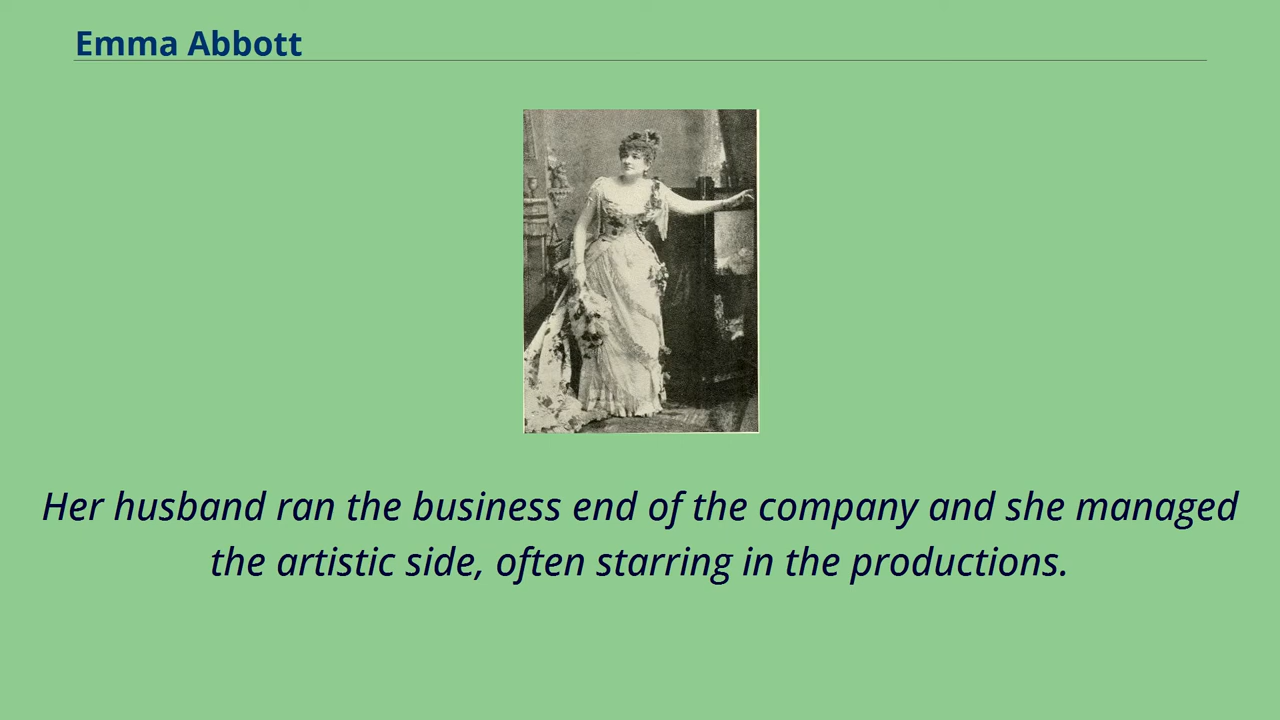 Emma Abbott
Her husband ran the business end of the company and she managed
the artistic side, often starring in the productions.